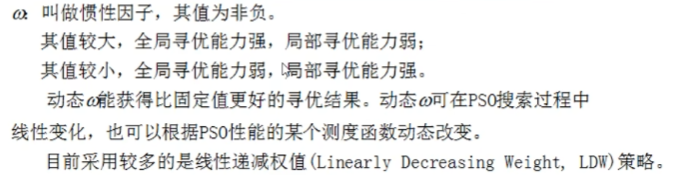 ω: 叫做惯性因子，其值为非负。
其值较大，全局寻优能力强，局部寻优能力弱；
其值较小，全局寻优能力弱，局部寻优能力强。
动态ω能获得比固定值更好的寻优结果。动态ω可在PSO搜索过程中
线性变化，也可以根据PSO性能的某个测度函数动态改变。
目前采用较多的是线性递减权值(Linearly Decreasing Weight, LDW)策略。